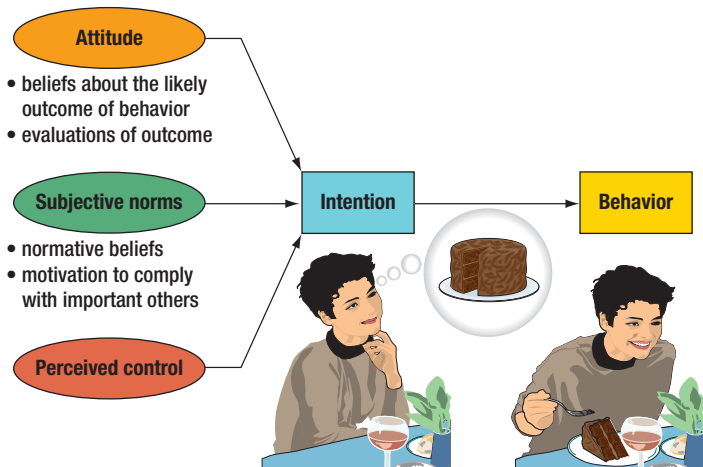 Attitude
• beliefs about the likely
outcome of behavior
• evaluations of outcome
Subjective norms
• normative beliefs
• motivation to comply
with important others
Perceived control
Intention
Behavior